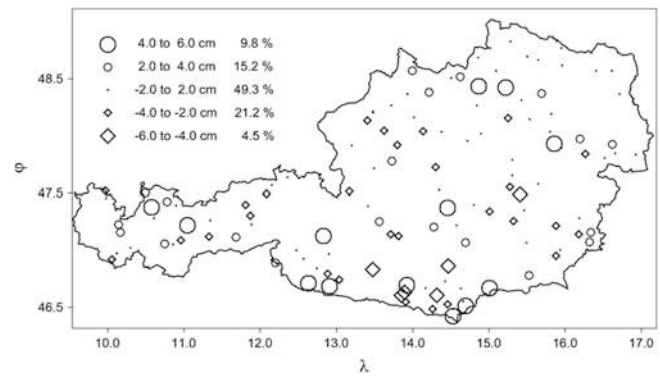 4.0 to 6.0 cm 9.8 %
2.0 to 4.0 cm 15.2 %
-2.0 to 2.0 cm 49.3 %
-4.0 to -2.0 cm 21.2 %
-6.0 to -4.0 cm 4.5 %
48.5
47.5
46.5
φ
10.0 11.0 12.0 13.0 14.0 15.0 16.0 17.0
λ